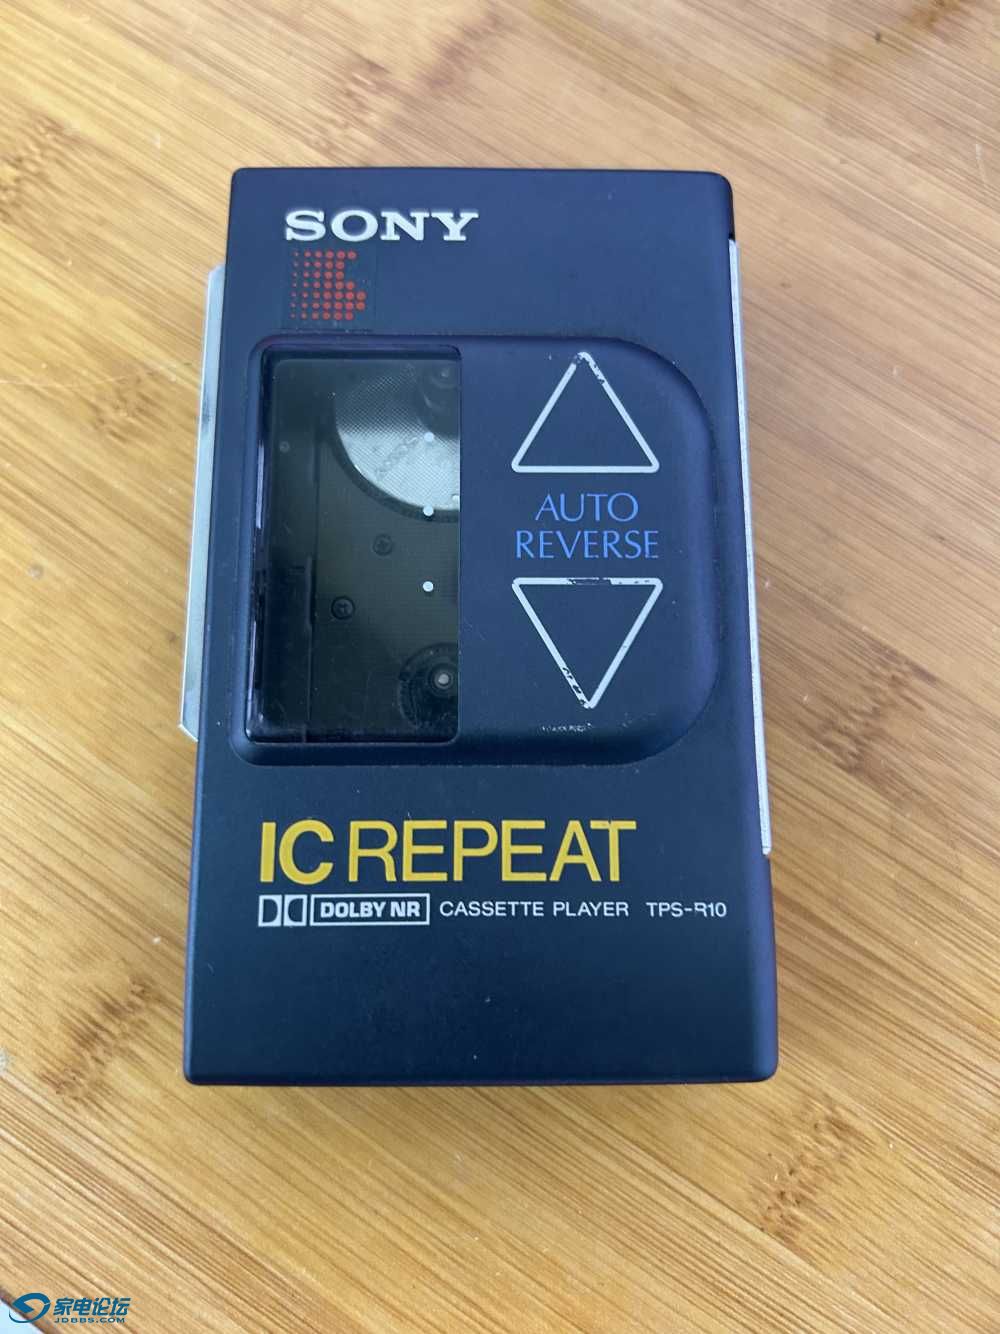 SONY
AUTO
REVERSE
IC REPEAT
DOLBY NR CASSETTE PLAYER TPS-R10
家电论坛
JDBBS.COM